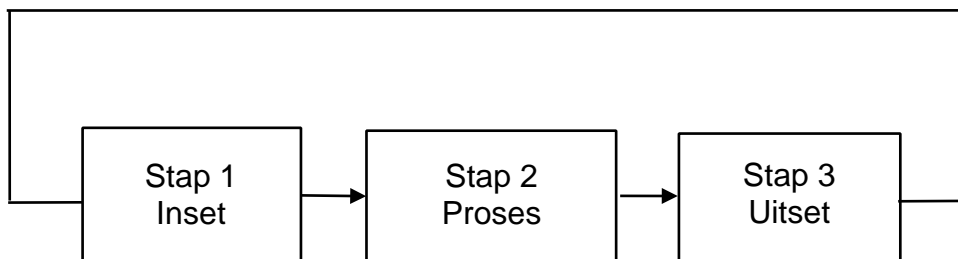 Stap 1
Inset
Stap 2
Proses
Stap 3
Uitset